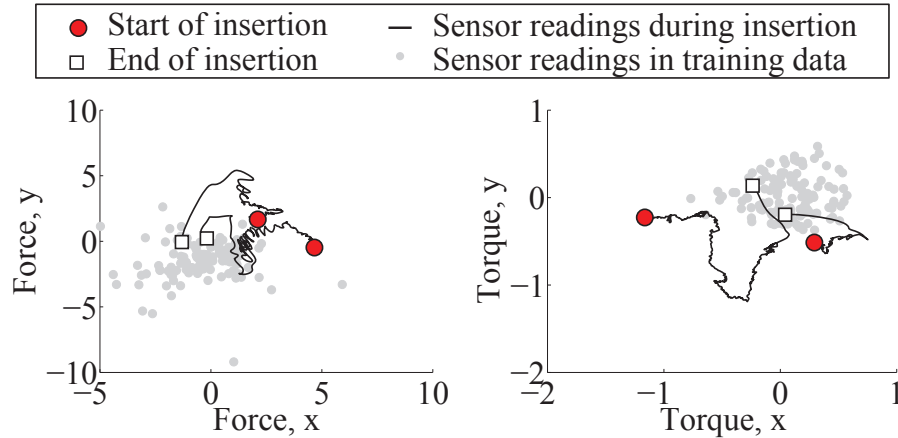 Start of insertion
Sensor readings during insertion
End of insertion
Sensor readings in training data
10
5
0
−5
−10
−5
0
5
10
Force, y
Force, x
1
0
−1
−2
−2
−1
0
1
Torque, y
Torque, x